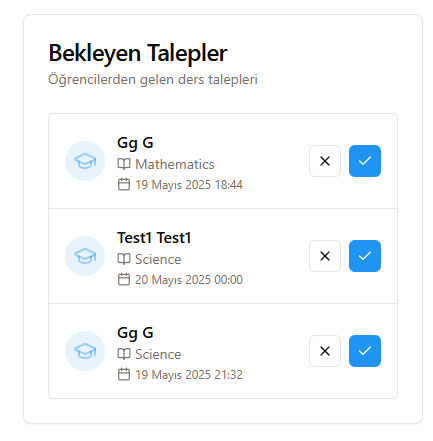 Bekleyen Talepler
Öğrencilerden gelen ders talepleri
Gg G
Mathematics
19 Mayıs 2025 18:44
Test1 Test1
Science
20 Mayıs 2025 00:00
Gg G
Science
19 Mayıs 2025 21:32